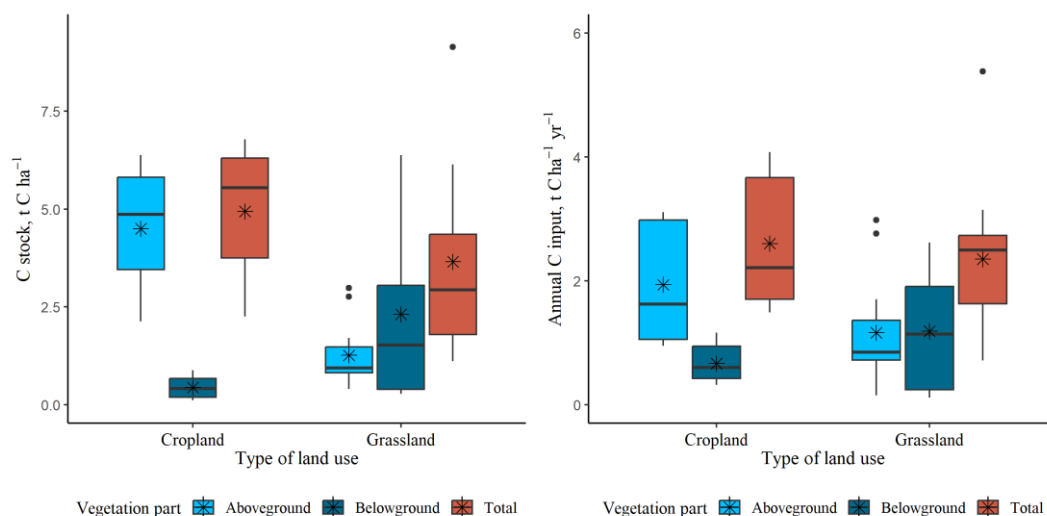 C stock, t C ha⁻¹
7.5
5.0
2.5
0.0
Cropland
Grassland
Type of land use
Vegetation part Aboveground Belowground Total
Annual C input, t C ha⁻¹ yr⁻¹
6
4
2
0
Cropland
Grassland
Type of land use
Vegetation part Aboveground Belowground Total